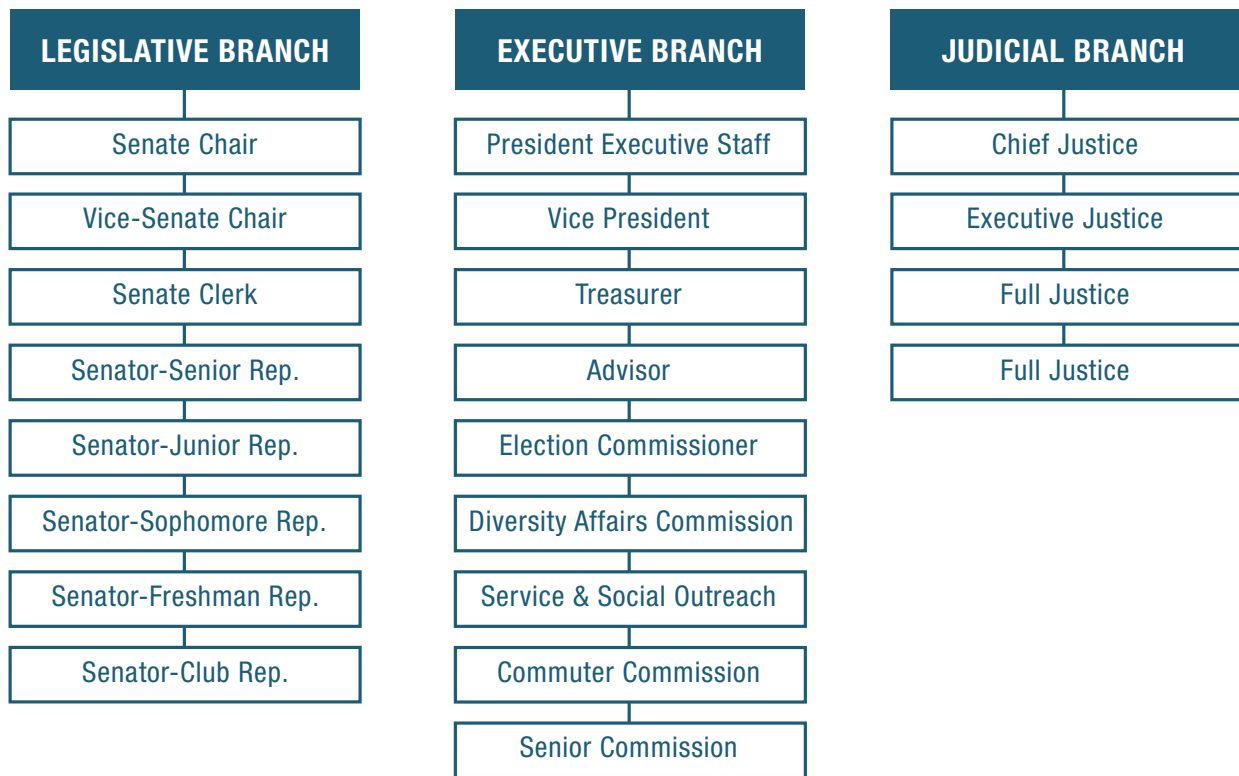 LEGISLATIVE BRANCH
Senate Chair
Vice-Senate Chair
Senate Clerk
Senator-Senior Rep.
Senator-Junior Rep.
Senator-Sophomore Rep.
Senator-Freshman Rep.
Senator-Club Rep.
EXECUTIVE BRANCH
President Executive Staff
Vice President
Treasurer
Advisor
Election Commissioner
Diversity Affairs Commission
Service & Social Outreach
Commuter Commission
Senior Commission
JUDICIAL BRANCH
Chief Justice
Executive Justice
Full Justice
Full Justice